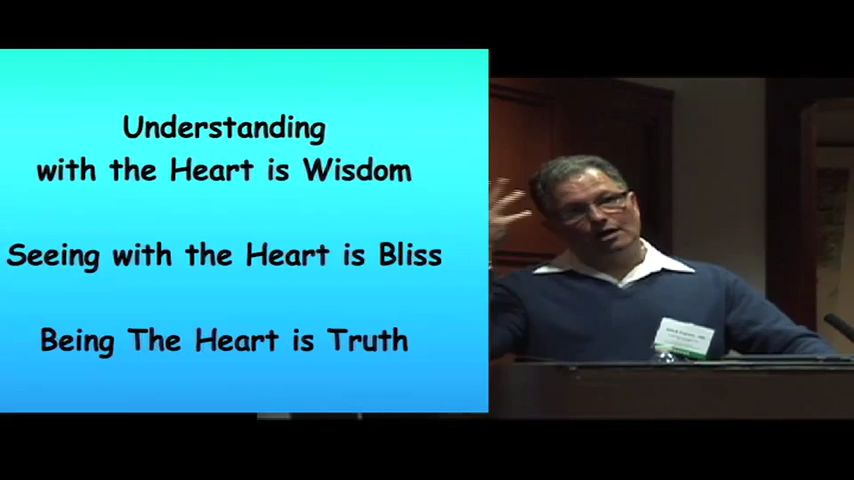 Understanding
with the Heart is Wisdom
Seeing with the Heart is Bliss
Being The Heart is Truth